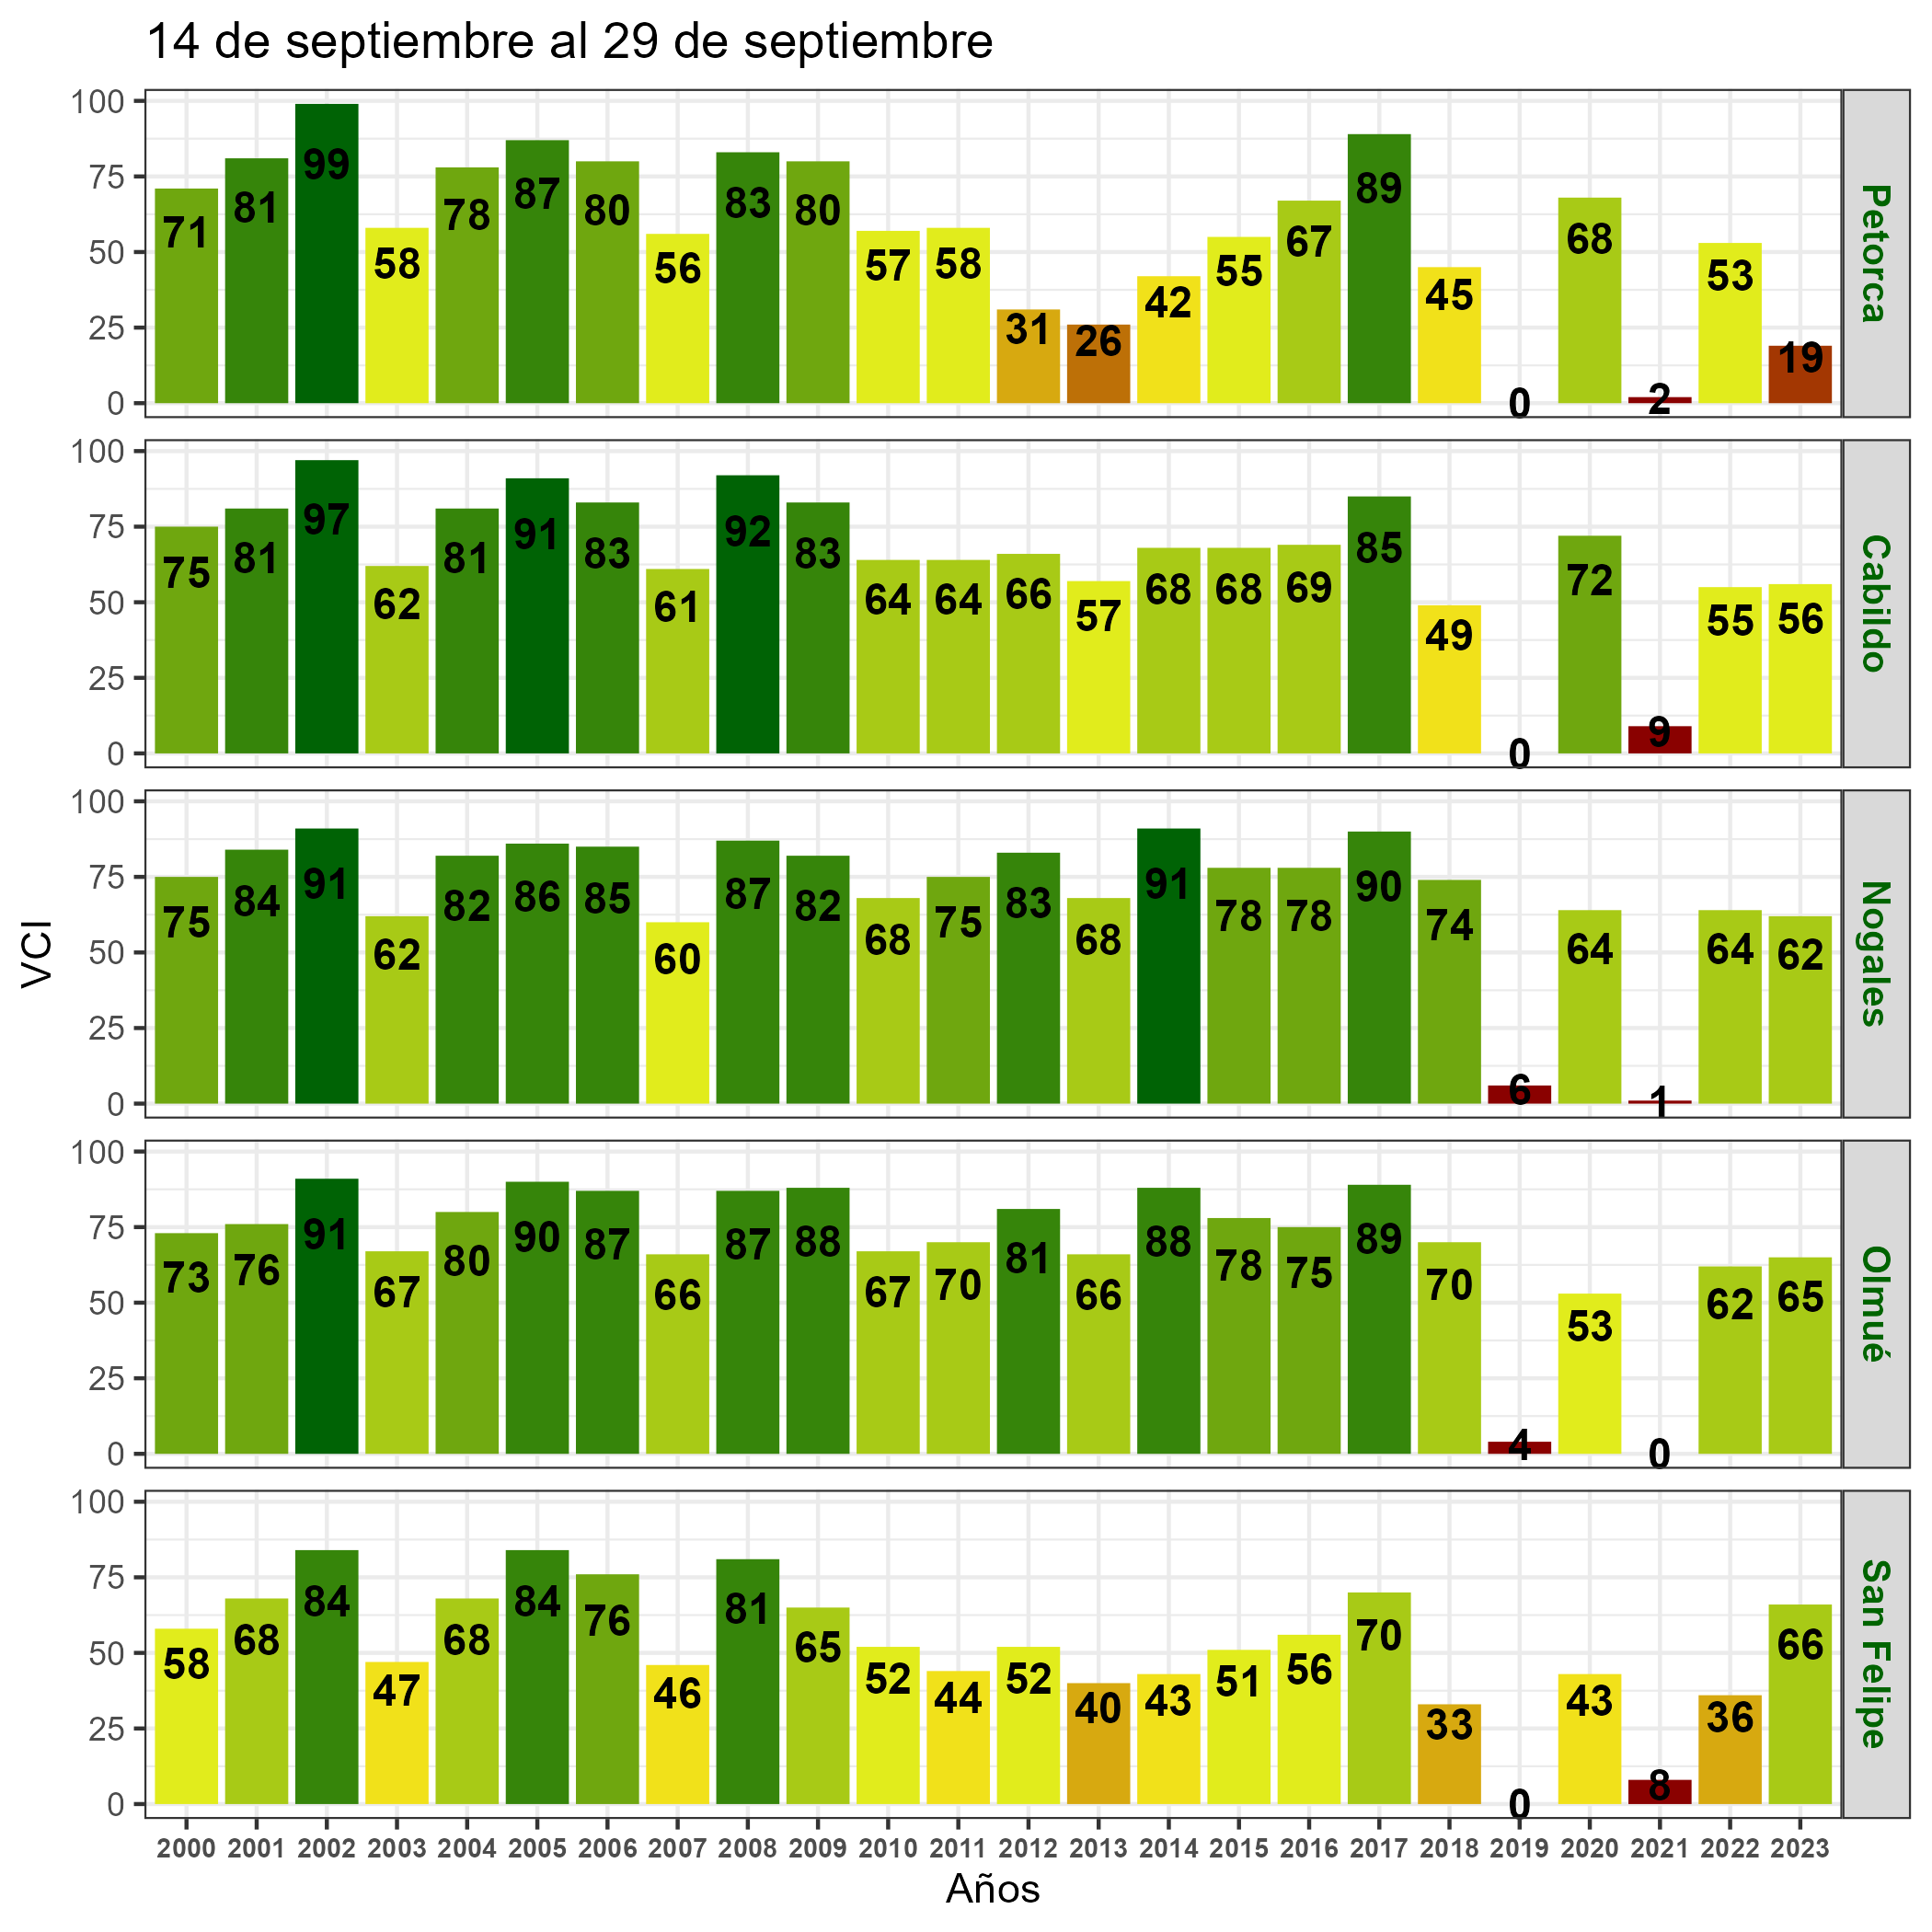 14 de septiembre al 29 de septiembre
VCI
100
75
50
25
0
71 81 99 58 78 87 80 56 83 80 57 58 31 26 42 55 67 89 45 0 68 2 53 19
Petorca
100
75
50
25
0
75 81 97 62 81 91 83 61 92 83 64 64 66 57 68 68 69 85 49 0 72 9 55 56
Cabildo
100
75
50
25
0
75 84 91 62 82 86 85 60 87 82 68 75 83 68 91 78 78 90 74 6 64 1 64 62
Nogales
100
75
50
25
0
73 76 91 67 80 90 87 66 87 88 67 70 81 66 88 78 75 89 70 4 53 0 62 65
Olmué
100
75
50
25
0
58 68 84 47 68 84 76 46 81 65 52 44 52 40 43 51 56 70 33 0 43 8 36 66
San Felipe
2000 2001 2002 2003 2004 2005 2006 2007 2008 2009 2010 2011 2012 2013 2014 2015 2016 2017 2018 2019 2020 2021 2022 2023
Años